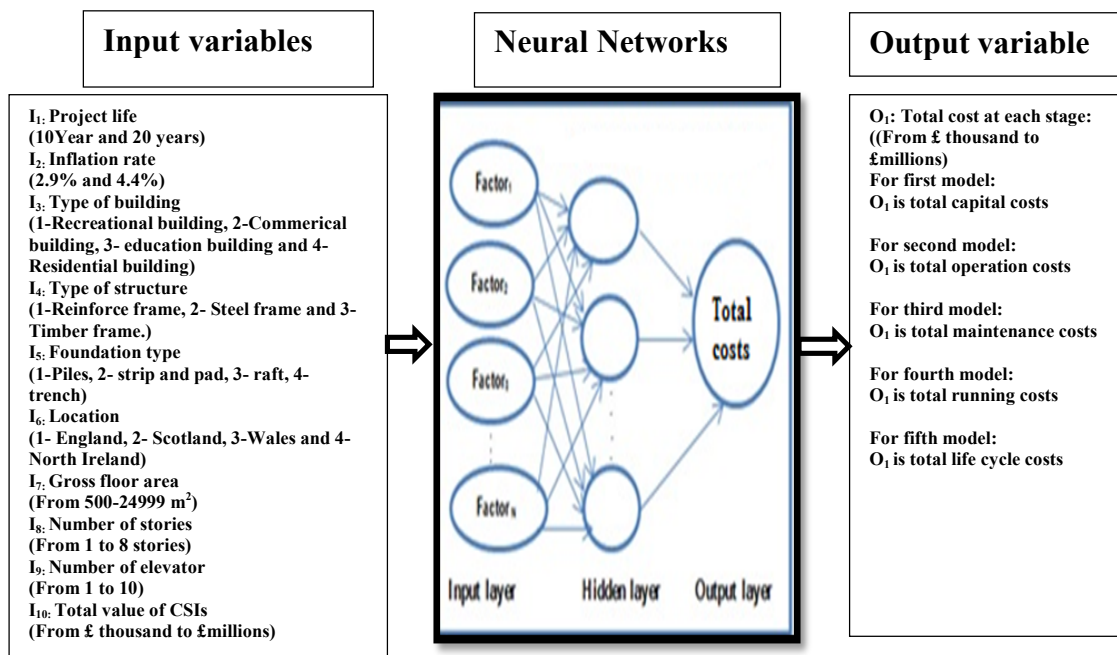 Input variables
I1: Project life
(10Year and 20 years)
I2: Inflation rate
(2.9% and 4.4%)
I3: Type of building
(1-Recreational building, 2-Commerical
building, 3- education building and 4-
Residential building)
I4: Type of structure
(1-Reinforce frame, 2- Steel frame and 3-
Timber frame.)
I5: Foundation type
(1-Piles, 2- strip and pad, 3- raft, 4-
trench)
I6: Location
(1- England, 2- Scotland, 3-Wales and 4-
North Ireland)
I7: Gross floor area
(From 500-24999 m²)
I8: Number of stories
(From 1 to 8 stories)
I9: Number of elevator
(From 1 to 10)
I10: Total value of CSIs
(From £ thousand to £millions)
Neural Networks
Factor1
Factor2
Factor3
FactorN
Total
costs
Input layer
Hidden layer
Output layer
Output variable
O1: Total cost at each stage:
((From £ thousand to
£millions)
For first model:
O1 is total capital costs
For second model:
O1 is total operation costs
For third model:
O1 is total maintenance costs
For fourth model:
O1 is total running costs
For fifth model:
O1 is total life cycle costs